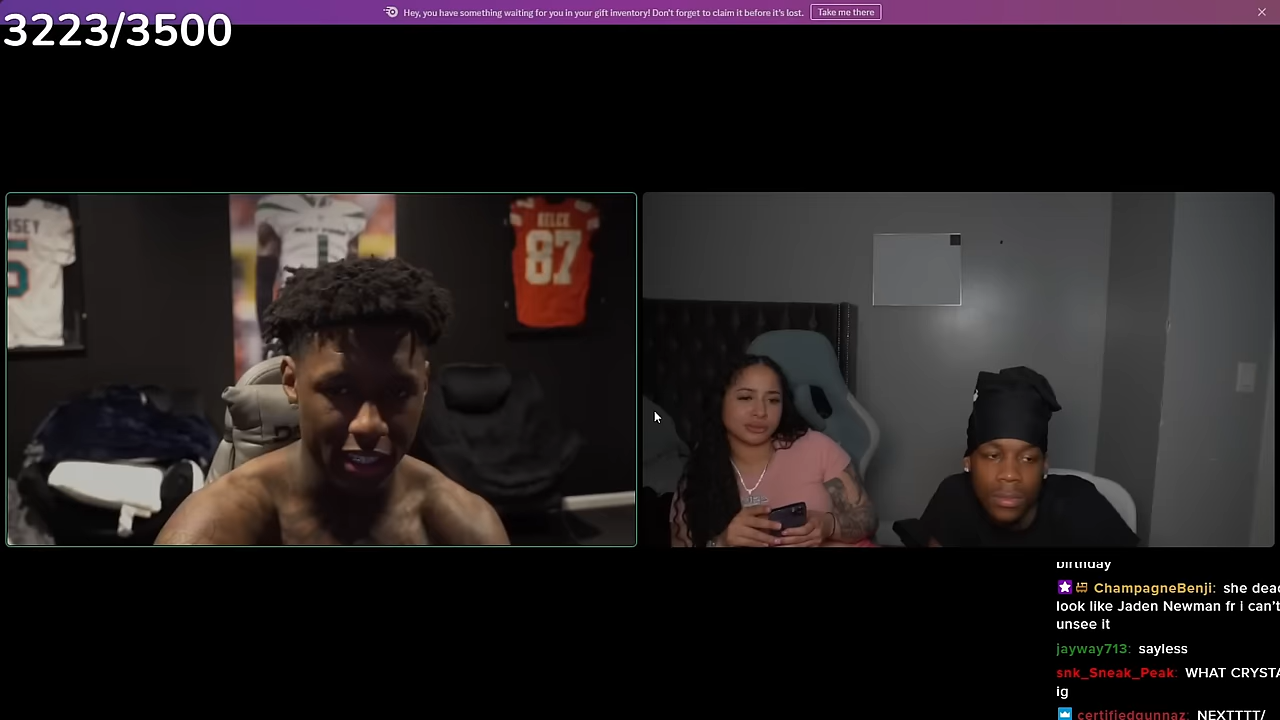 Hey, you have something waiting for you in your gift inventory! Don't forget to claim it before it's lost.
Take me there
3223/3500
KELCE
87
5
birthday
ChampagneBenji: she dead
look like Jaden Newman fr i can't
unsee it
jayway713: sayless
snk_Sneak_Peak: WHAT CRYSTA
ig
certifiedgunnaz: NEXTTTT/